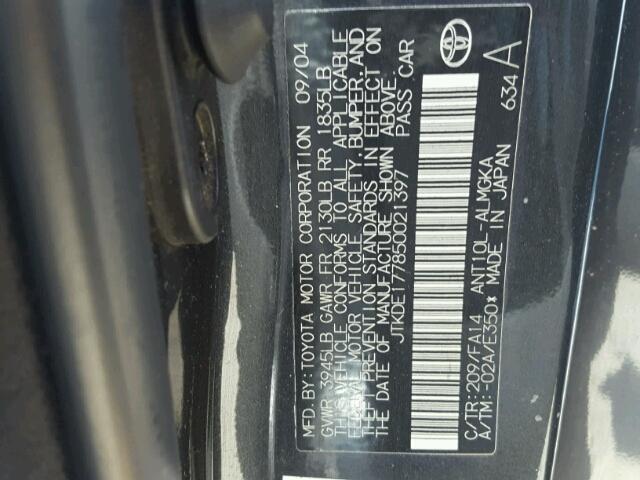 MFD. BY: TOYOTA MOTOR CORPORATION 09/04
GVWR 3945LB GAWR FR 2130LB RR 1835LB
THIS VEHICLE CONFORMS TO ALL APPLICABLE
FEDERAL MOTOR VEHICLE SAFETY, BUMPER, AND
THEFT PREVENTION STANDARDS IN EFFECT ON
THE DATE OF MANUFACTURE SHOWN ABOVE.
JTKDE177850021397 PASS CAR
C/TR: 209/FA14 ANT10L-ALMGKA
A/TM: -02A/E350* MADE IN JAPAN 634 A